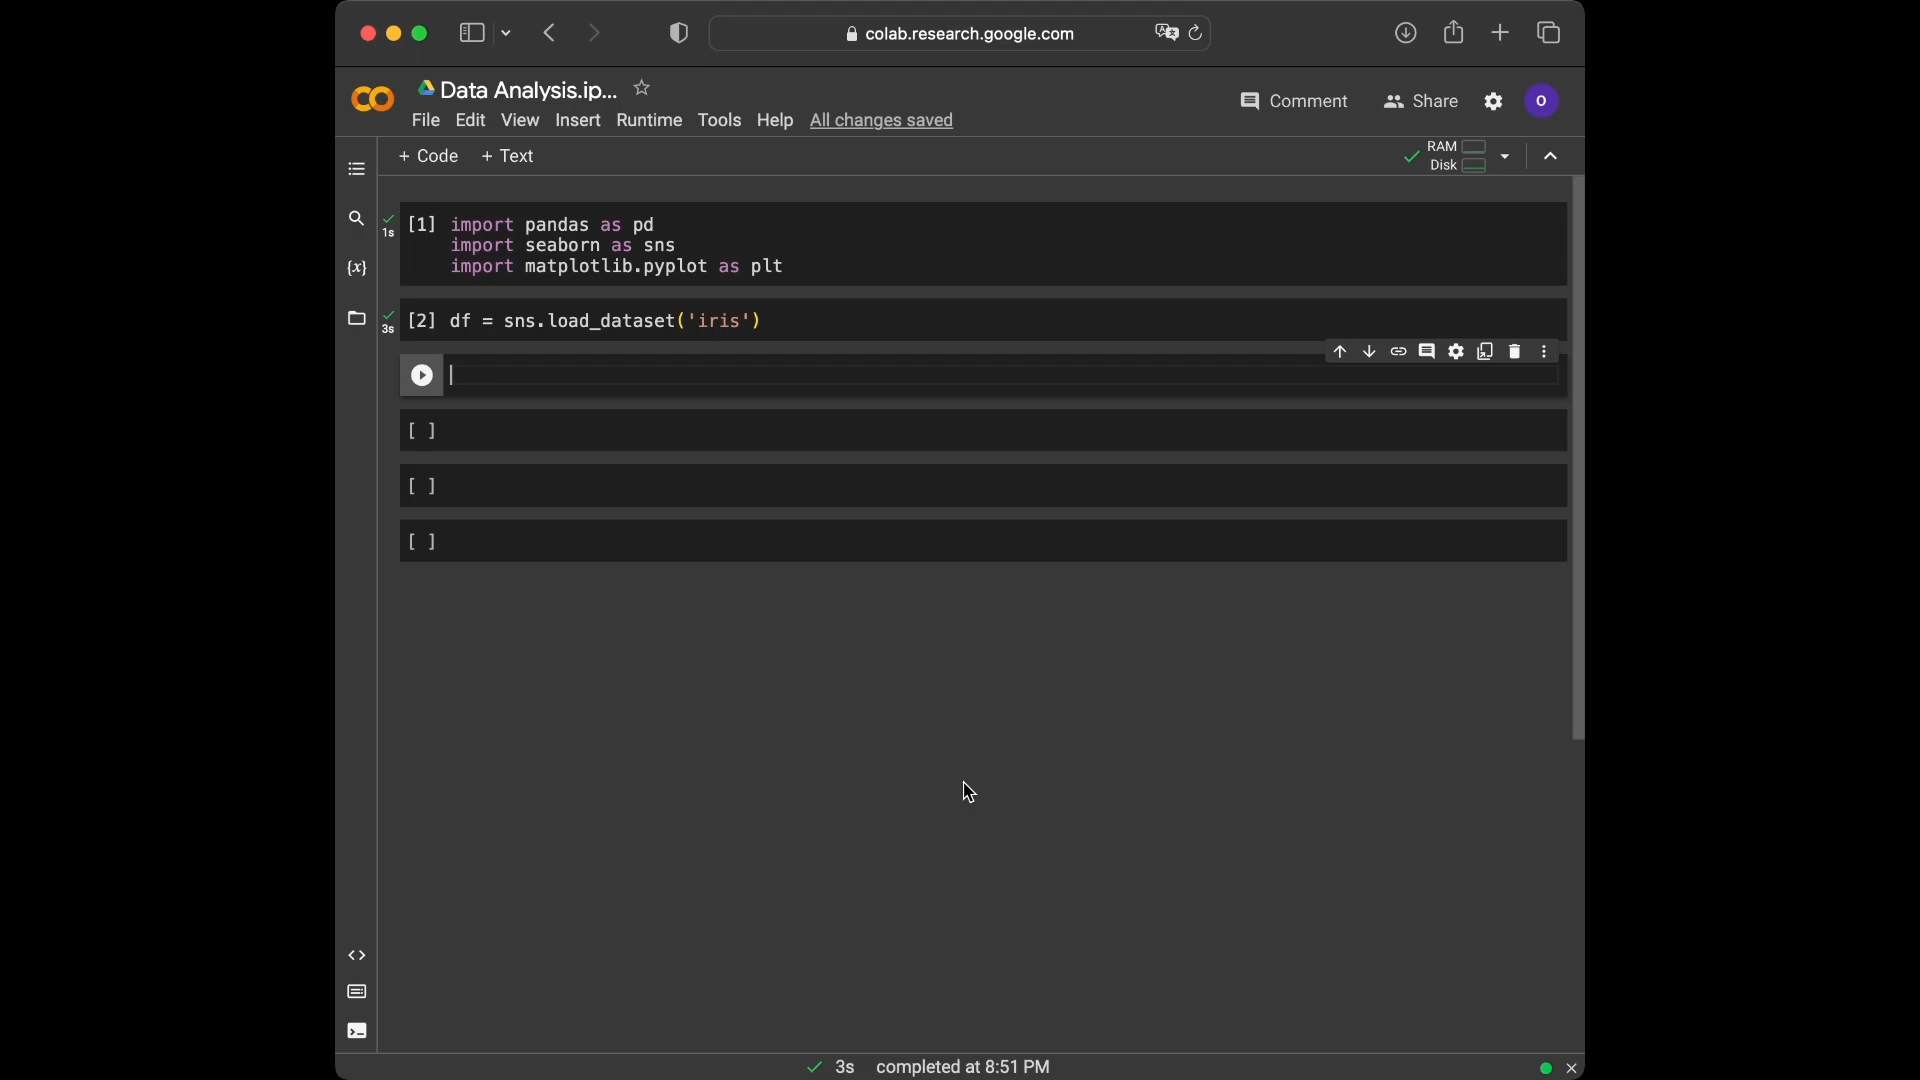 colab.research.google.com
Data Analysis.ip...
Comment
Share
O
File Edit View Insert Runtime Tools Help All changes saved
+ Code + Text
RAM
Disk
1s
[1] import pandas as pd
import seaborn as sns
import matplotlib.pyplot as plt
{x}
3s
[2] df = sns.load_dataset('iris')
[ ]
[ ]
[ ]
3s completed at 8:51 PM